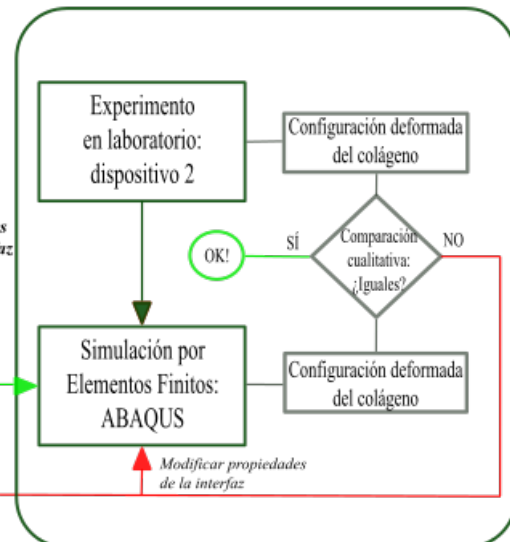 Experimento
en laboratorio:
dispositivo 2
Configuración deformada
del colágeno
Comparación
cualitativa:
¿Iguales?
SÍ
NO
OK!
Simulación por
Elementos Finitos:
ABAQUS
Configuración deformada
del colágeno
Modificar propiedades
de la interfaz